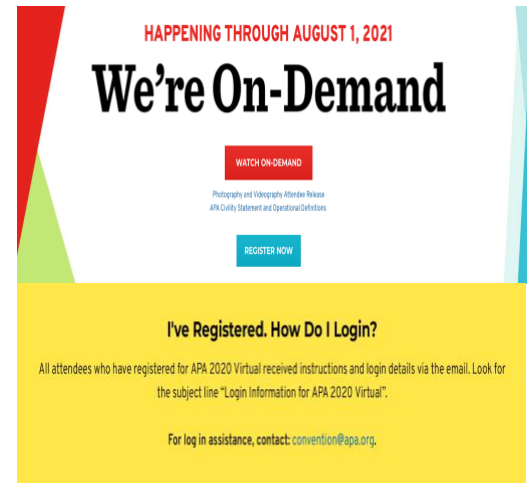 HAPPENING THROUGH AUGUST 1, 2021
We're On-Demand
WATCH ON-DEMAND
Photography and Videography Attendee Release
APA Civility Statement and Operational Definitions
REGISTER NOW
I've Registered. How Do I Login?
All attendees who have registered for APA 2020 Virtual received instructions and login details via the email. Look for
the subject line “Login Information for APA 2020 Virtual”.
For log in assistance, contact: convention@apa.org.